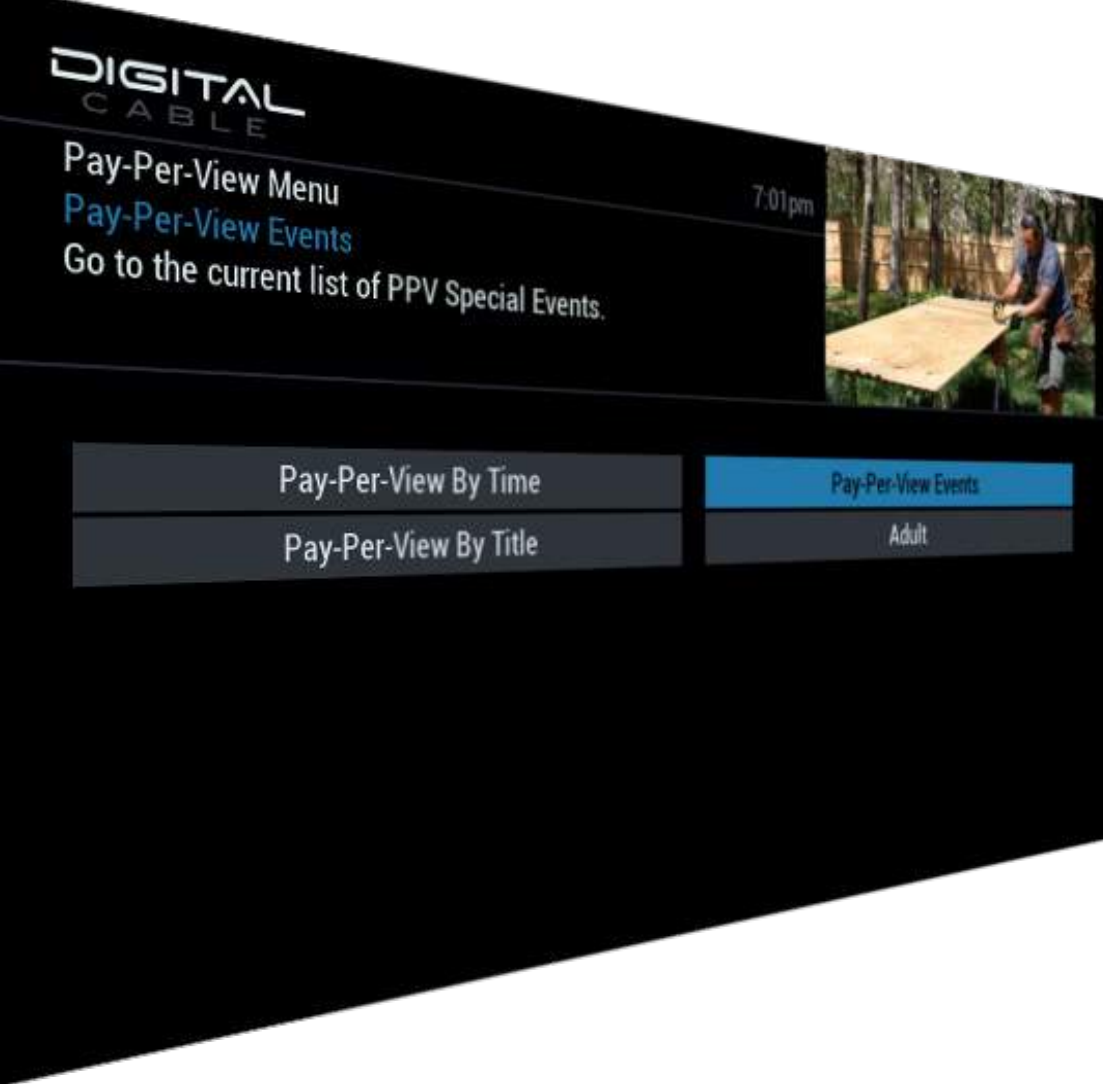 DIGITAL
CABLE
7:01pm
Pay-Per-View Menu
Pay-Per-View Events
Go to the current list of PPV Special Events.
Pay-Per-View By Time
Pay-Per-View Events
Pay-Per-View By Title
Adult